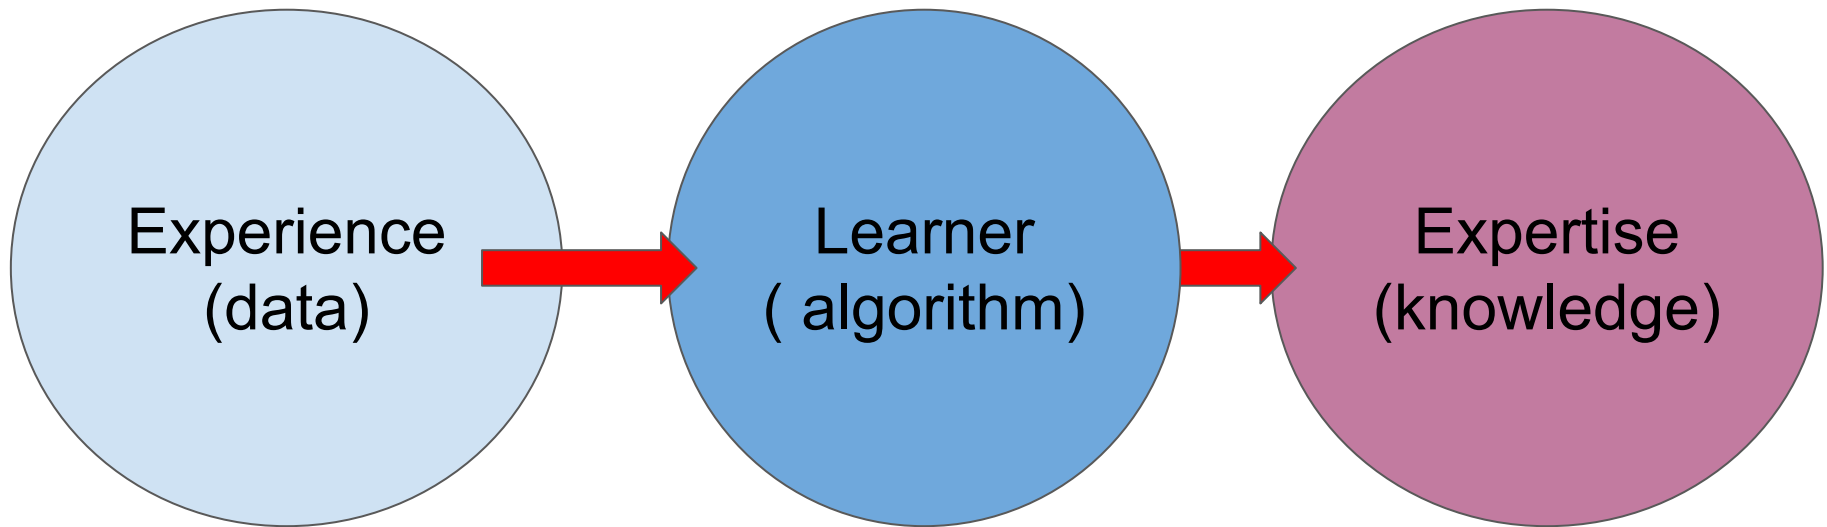 Experience
(data)
Learner
( algorithm)
Expertise
(knowledge)